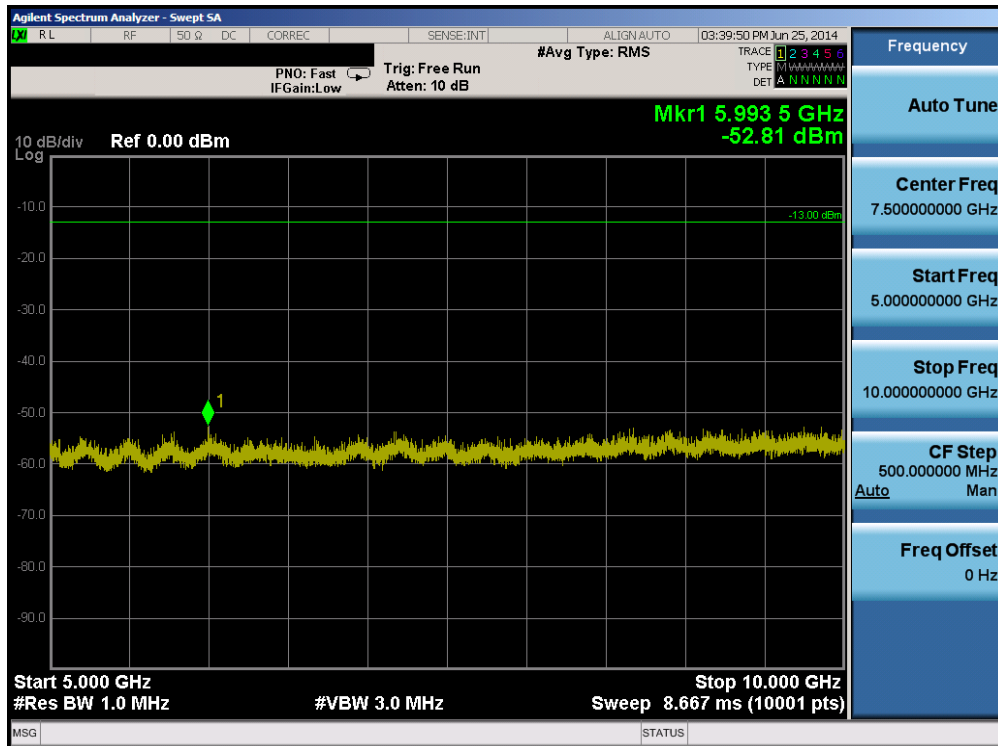 Agilent Spectrum Analyzer - Swept SA
LXI RL RF 50 Ω DC CORREC SENSE:INT ALIGN AUTO 03:39:50 PM Jun 25, 2014
PNO: Fast Trig: Free Run #Avg Type: RMS TRACE 1 2 3 4 5 6
IFGain:Low Atten: 10 dB TYPE M WWWWW
DET A N N N N N
Mkr1 5.993 5 GHz
-52.81 dBm
10 dB/div Ref 0.00 dBm
Log
-10.0
-13.00 dBm
-20.0
-30.0
-40.0
1
-50.0
-60.0
-70.0
-80.0
-90.0
Start 5.000 GHz Stop 10.000 GHz
#Res BW 1.0 MHz #VBW 3.0 MHz Sweep 8.667 ms (10001 pts)
MSG STATUS
Frequency
Auto Tune
Center Freq
7.500000000 GHz
Start Freq
5.000000000 GHz
Stop Freq
10.000000000 GHz
CF Step
500.000000 MHz
Auto Man
Freq Offset
0 Hz